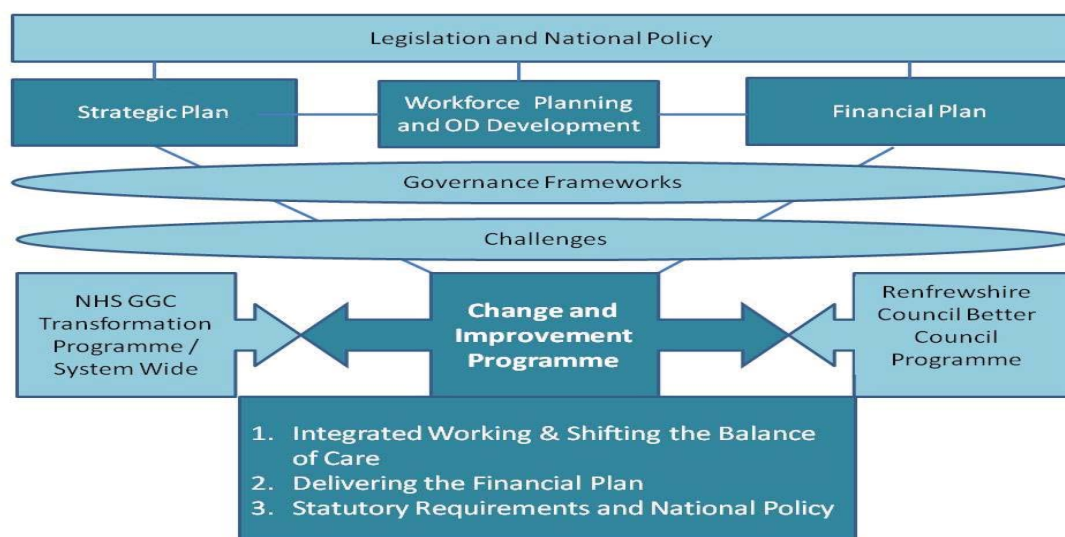 Legislation and National Policy
Strategic Plan
Workforce Planning
and OD Development
Financial Plan
Governance Frameworks
Challenges
NHS GGC
Transformation
Programme /
System Wide
Change and
Improvement
Programme
Renfrewshire
Council Better
Council
Programme
1. Integrated Working & Shifting the Balance
of Care
2. Delivering the Financial Plan
3. Statutory Requirements and National Policy